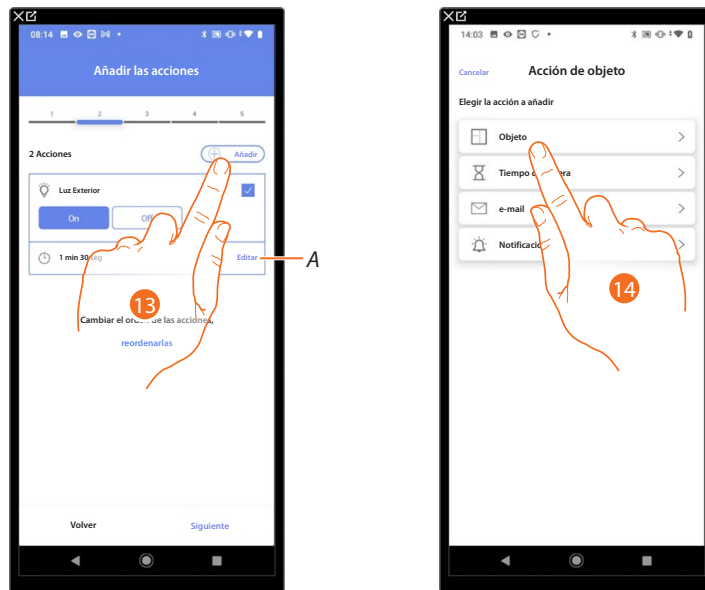 08:14
Añadir las acciones
1 2 3 4 5
2 Acciones
Añadir
Luz Exterior
On
Off
1 min 30 seg
Editar
A
13
Cambiar el orden de las acciones,
reordenarlas
Volver
Siguiente
14:03
Cancelar
Acción de objeto
Elegir la acción a añadir
Objeto
Tiempo
e-mail
14